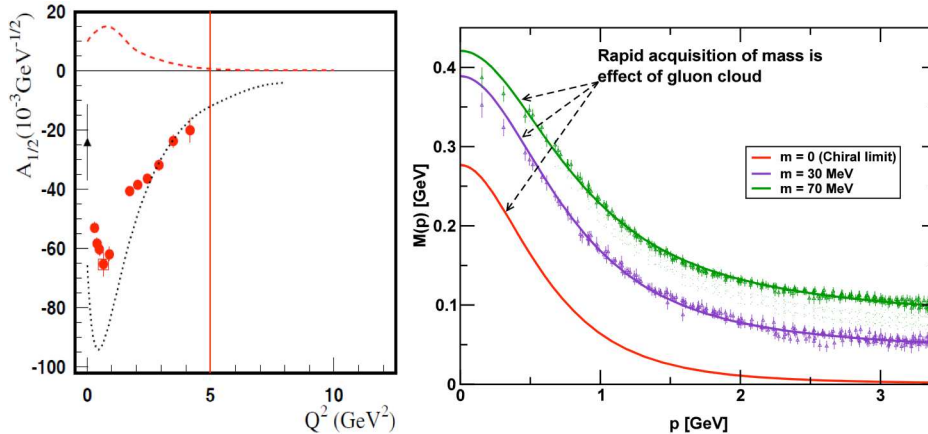 20
0
-20
-40
-60
-80
-100
A1/2(10-3GeV-1/2)
0
5
10
Q2 (GeV2)
0.4
0.3
0.2
0.1
0
M(p) [GeV]
Rapid acquisition of mass is
effect of gluon cloud
m = 0 (Chiral limit)
m = 30 MeV
m = 70 MeV
0
1
2
3
p [GeV]